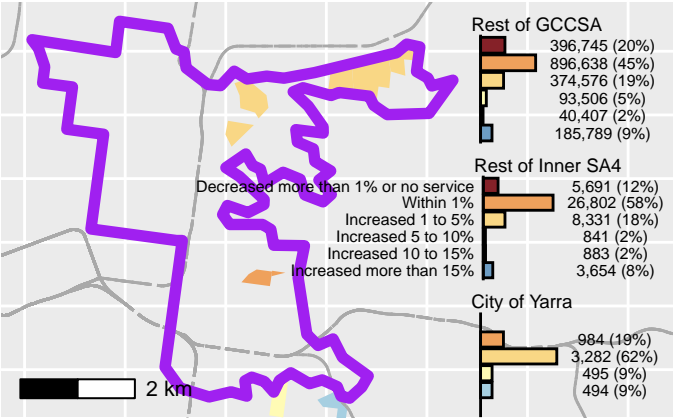 Rest of GCCSA
396,745 (20%)
896,638 (45%)
374,576 (19%)
93,506 (5%)
40,407 (2%)
185,789 (9%)
Rest of Inner SA4
Decreased more than 1% or no service 5,691 (12%)
Within 1% 26,802 (58%)
Increased 1 to 5% 8,331 (18%)
Increased 5 to 10% 841 (2%)
Increased 10 to 15% 883 (2%)
Increased more than 15% 3,654 (8%)
City of Yarra
984 (19%)
3,282 (62%)
495 (9%)
494 (9%)
2 km